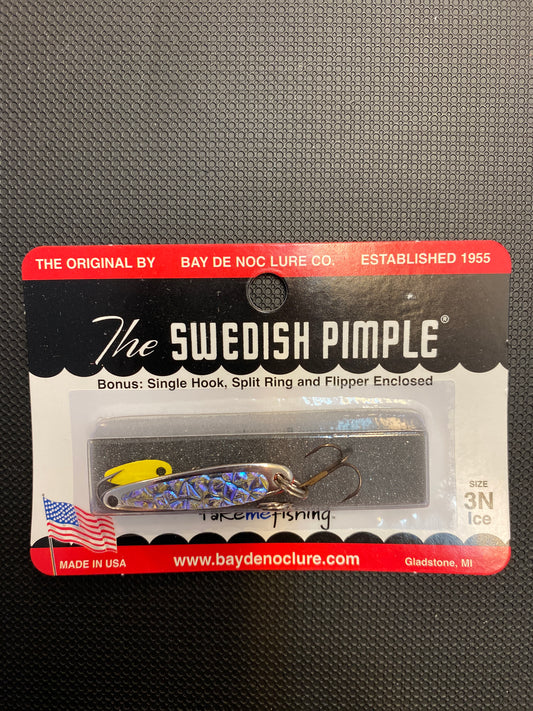 THE ORIGINAL BY BAY DE NOC LURE CO. ESTABLISHED 1955
The SWEDISH PIMPLE®
Bonus: Single Hook, Split Ring and Flipper Enclosed
SIZE
3N
Ice
Takemefishing
MADE IN USA www.baydenoclure.com Gladstone, MI